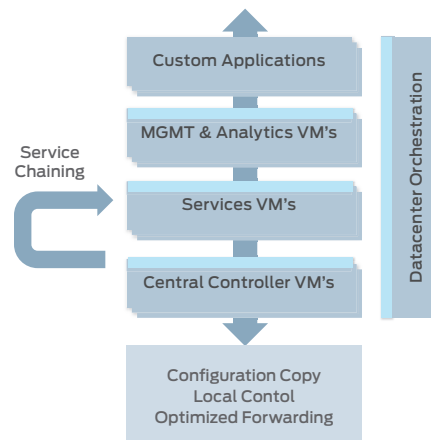 Custom Applications
MGMT & Analytics VM's
Service
Chaining
Services VM's
Central Controller VM's
Configuration Copy
Local Contol
Optimized Forwarding
Datacenter Orchestration